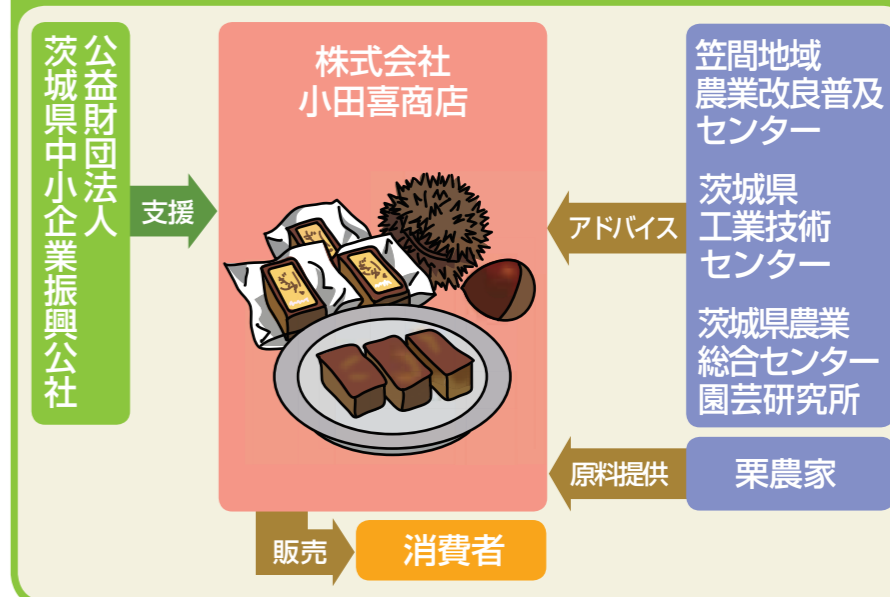 公益財団法人
茨城県中小企業振興公社
支援
株式会社
小田喜商店
アドバイス
笠間地域
農業改良普及
センター
茨城県
工業技術
センター
茨城県農業
総合センター
園芸研究所
原料提供
栗農家
販売
消費者